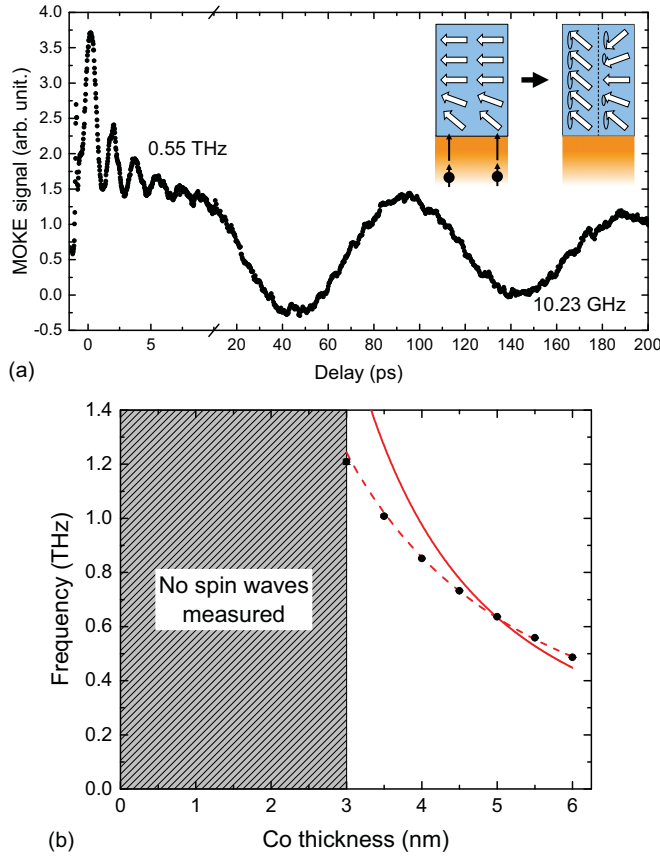 4.0
3.5
3.0
2.5
2.0
1.5
1.0
0.5
0.0
-0.5
MOKE signal (arb. unit.)
0.55 THz
10.23 GHz
0 5 20 40 60 80 100 120 140 160 180 200
Delay (ps)
(a)
1.4
1.2
1.0
0.8
0.6
0.4
0.2
0.0
Frequency (THz)
No spin waves
measured
0 1 2 3 4 5 6
Co thickness (nm)
(b)